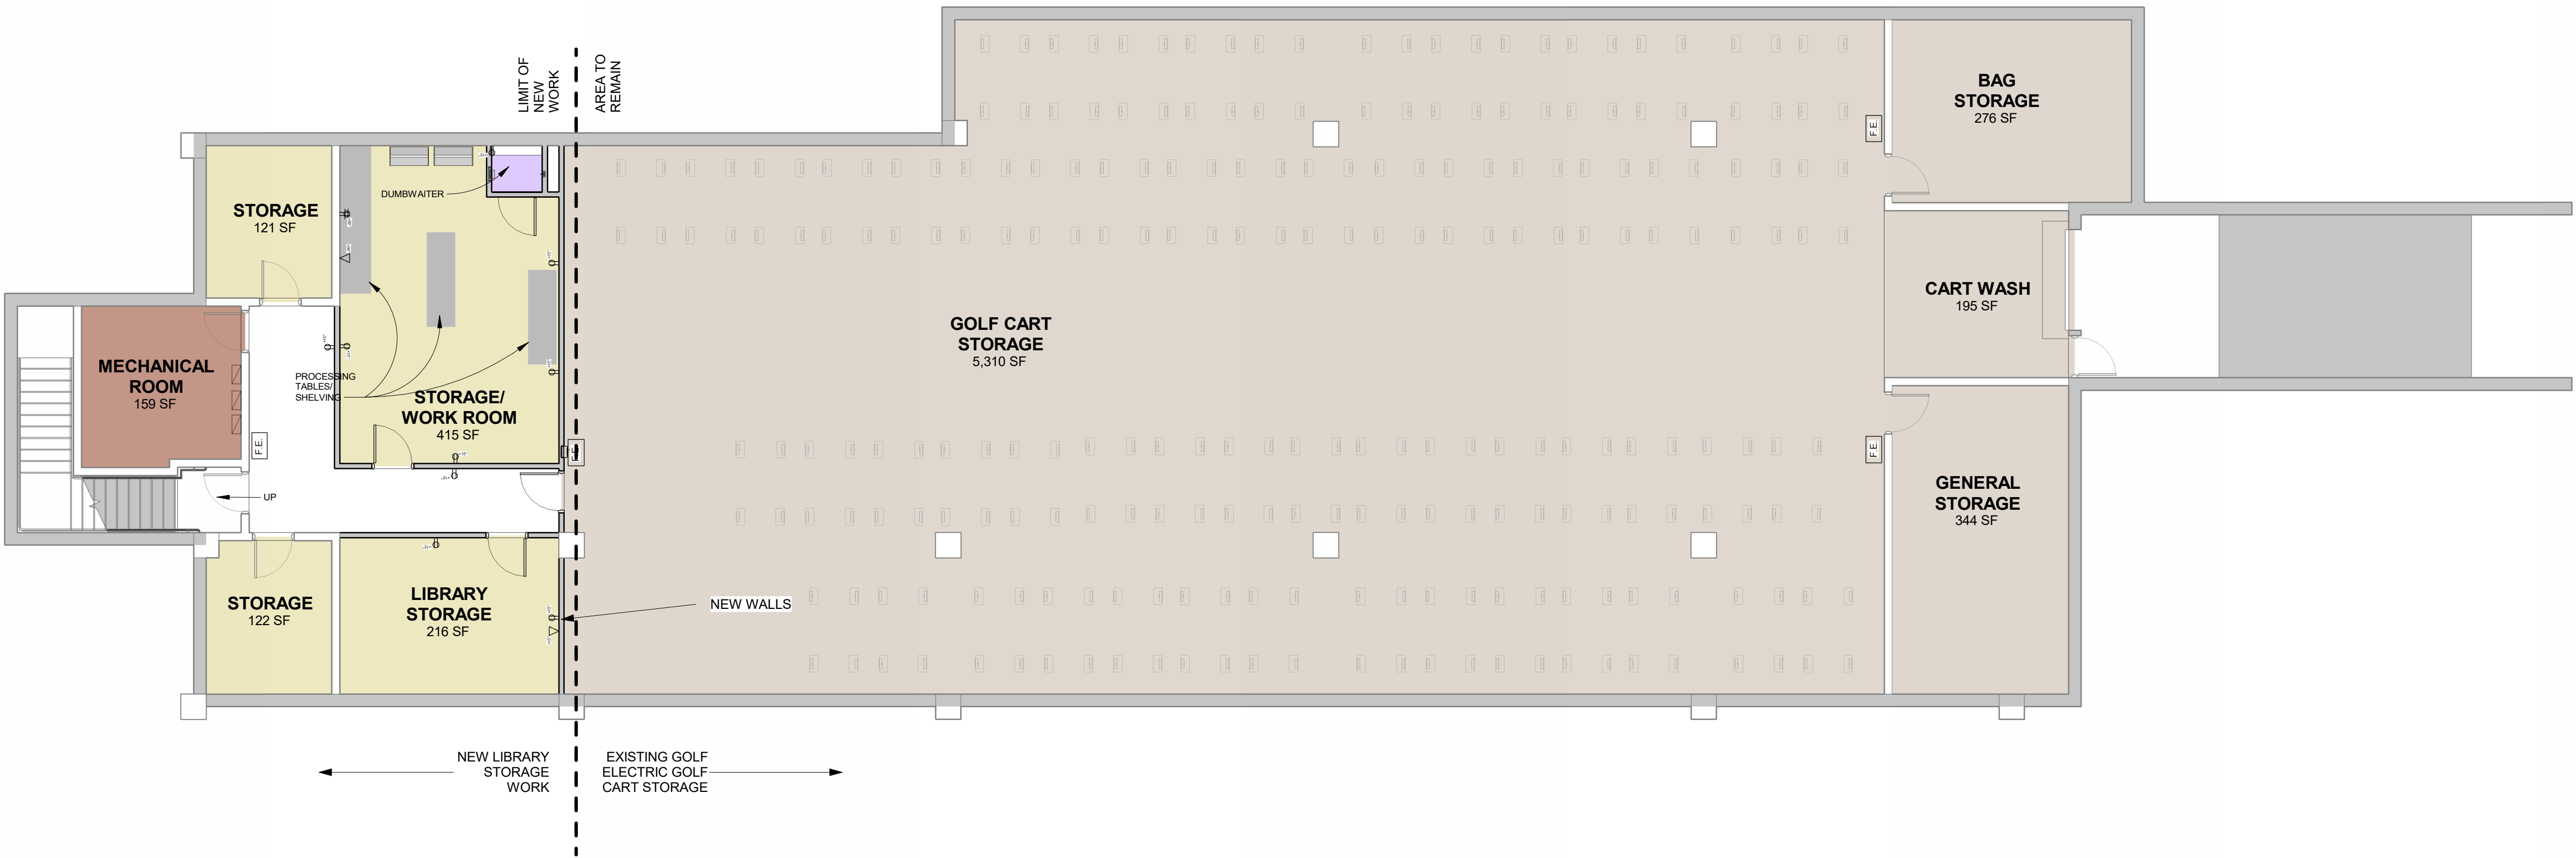 LIMIT OF
NEW
WORK
AREA TO
REMAIN
BAG
STORAGE
276 SF
F.E.
DUMBWAITER
STORAGE
121 SF
CART WASH
195 SF
GOLF CART
STORAGE
5,310 SF
MECHANICAL
ROOM
159 SF
PROCESSING
TABLES/
SHELVING
STORAGE/
WORK ROOM
415 SF
F.E.
F.E.
F.E.
UP
GENERAL
STORAGE
344 SF
STORAGE
122 SF
LIBRARY
STORAGE
216 SF
NEW WALLS
NEW LIBRARY
STORAGE
WORK
EXISTING GOLF
ELECTRIC GOLF
CART STORAGE